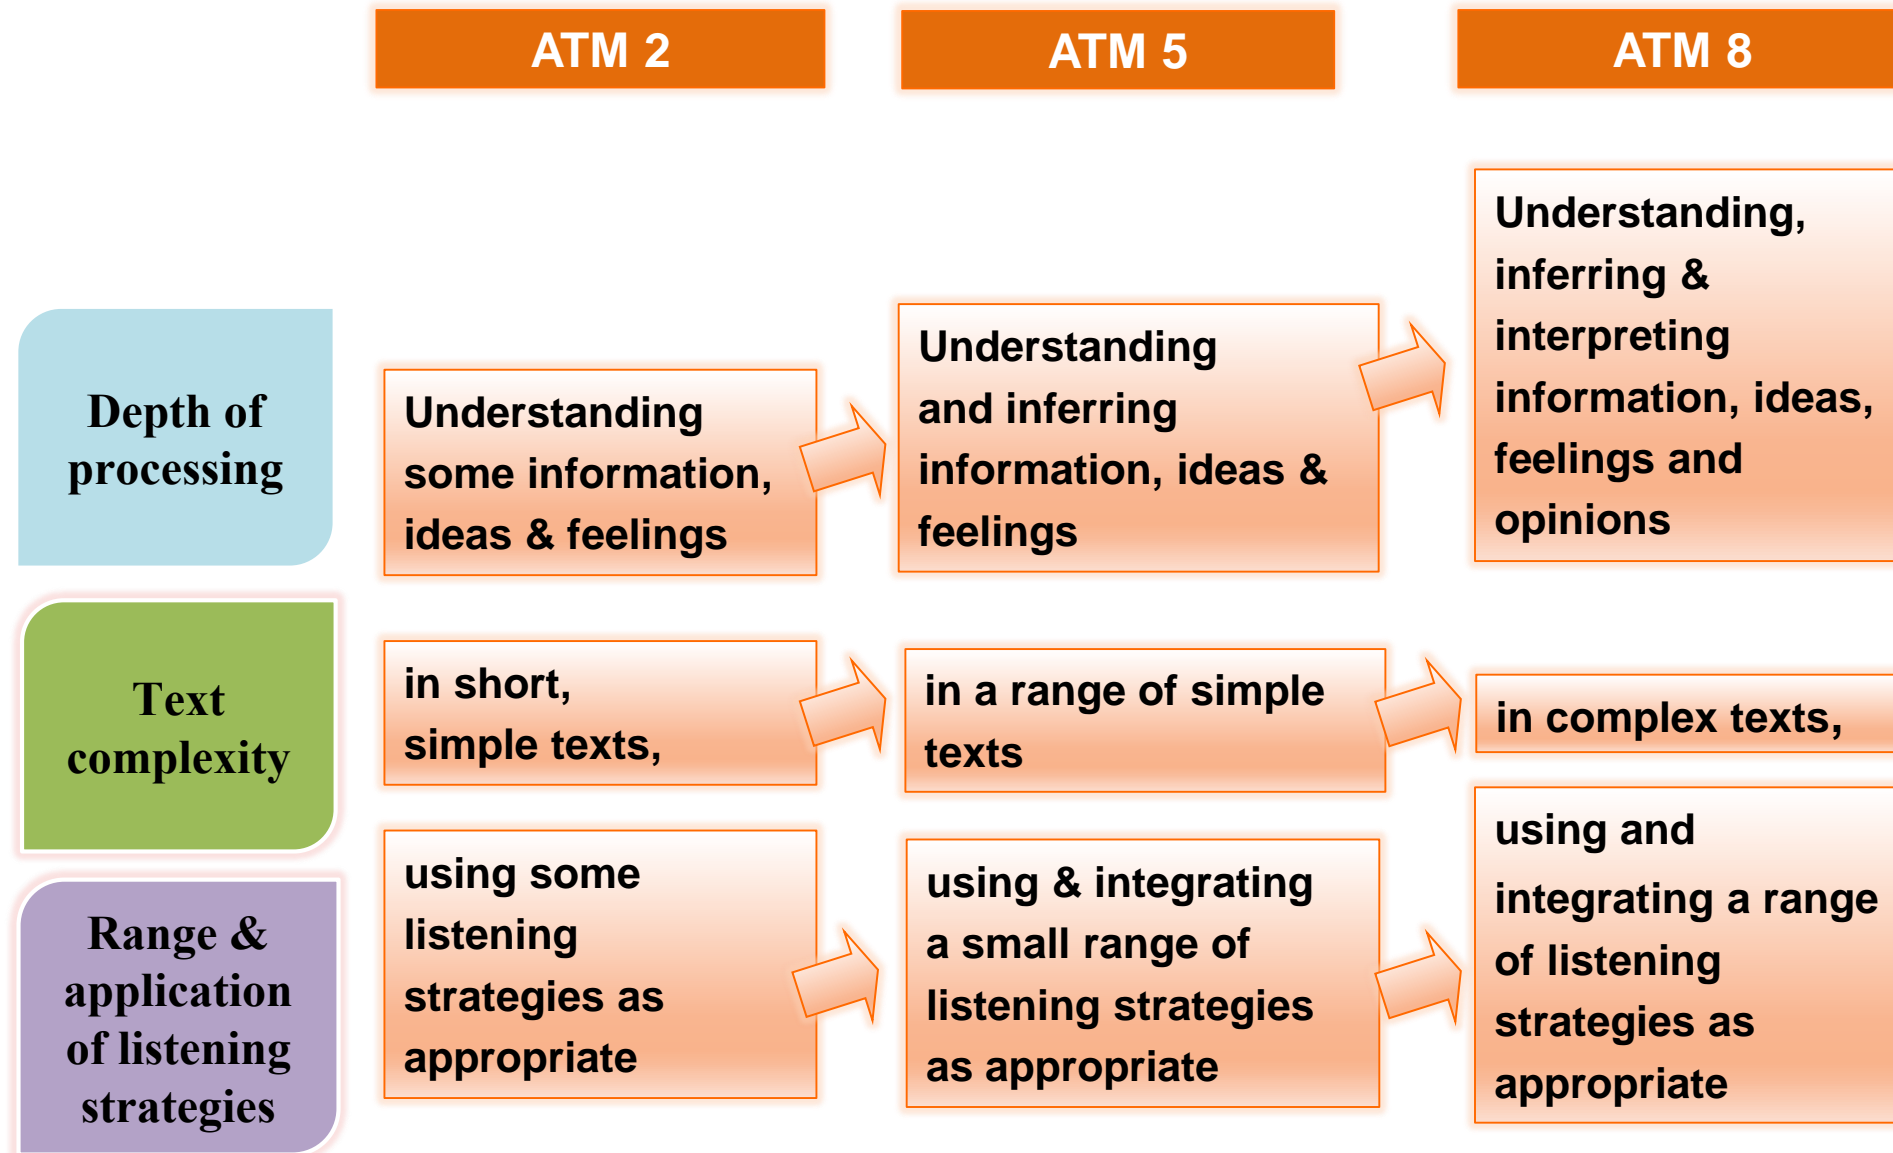 ATM 2
ATM 5
ATM 8
Depth of
processing
Understanding
some information,
ideas & feelings
Understanding
and inferring
information, ideas &
feelings
Understanding,
inferring &
interpreting
information, ideas,
feelings and
opinions
Text
complexity
in short,
simple texts,
in a range of simple
texts
in complex texts,
Range &
application
of listening
strategies
using some
listening
strategies as
appropriate
using & integrating
a small range of
listening strategies
as appropriate
using and
integrating a range
of listening
strategies as
appropriate